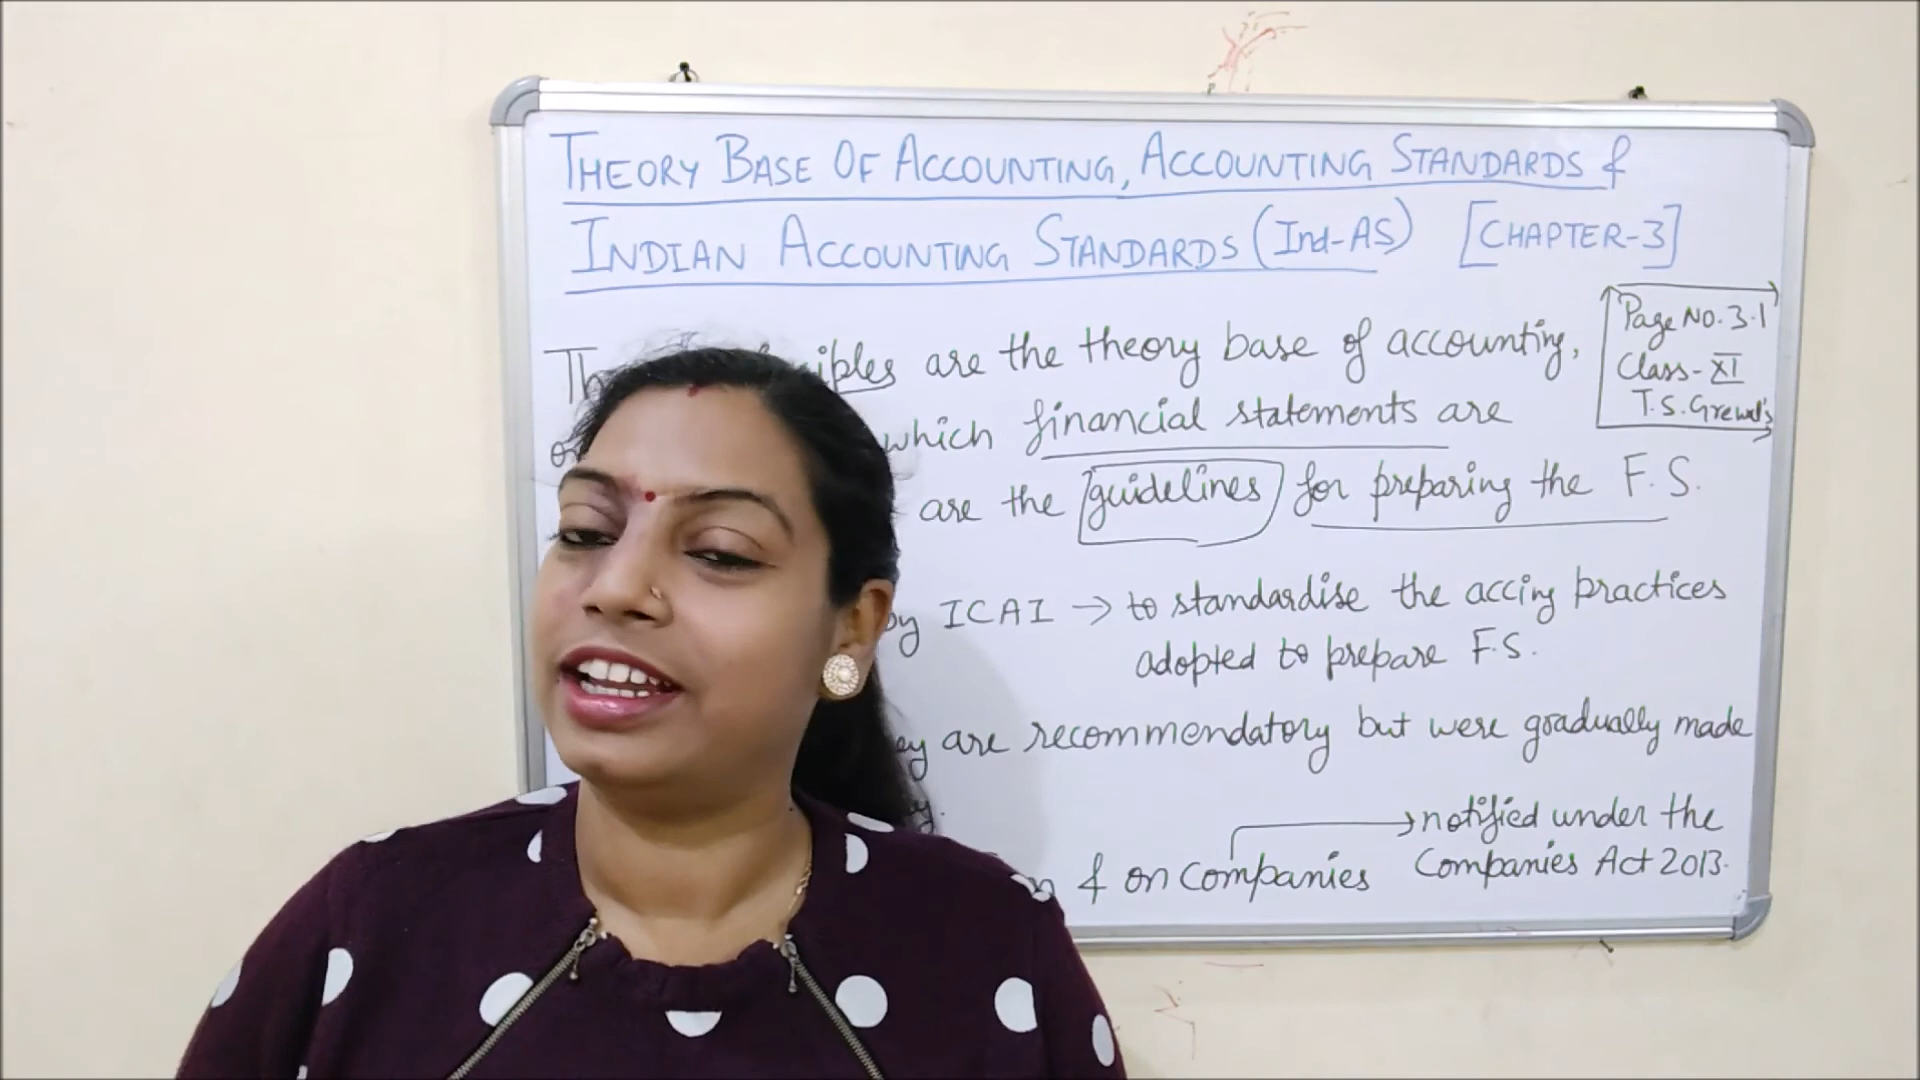 THEORY BASE OF ACCOUNTING, ACCOUNTING STANDARDS &
INDIAN ACCOUNTING STANDARDS (Ind-AS) [CHAPTER-3]
Page No. 3.1
Class-XI
T.S. Grewal's
are the theory base of accounting,
which financial statements are
are the guidelines for preparing the F.S.
by ICAI → to standardise the accing practices
adopted to prepare F.S.
are recommendatory but were gradually made
notified under the
& on Companies Companies Act 2013.